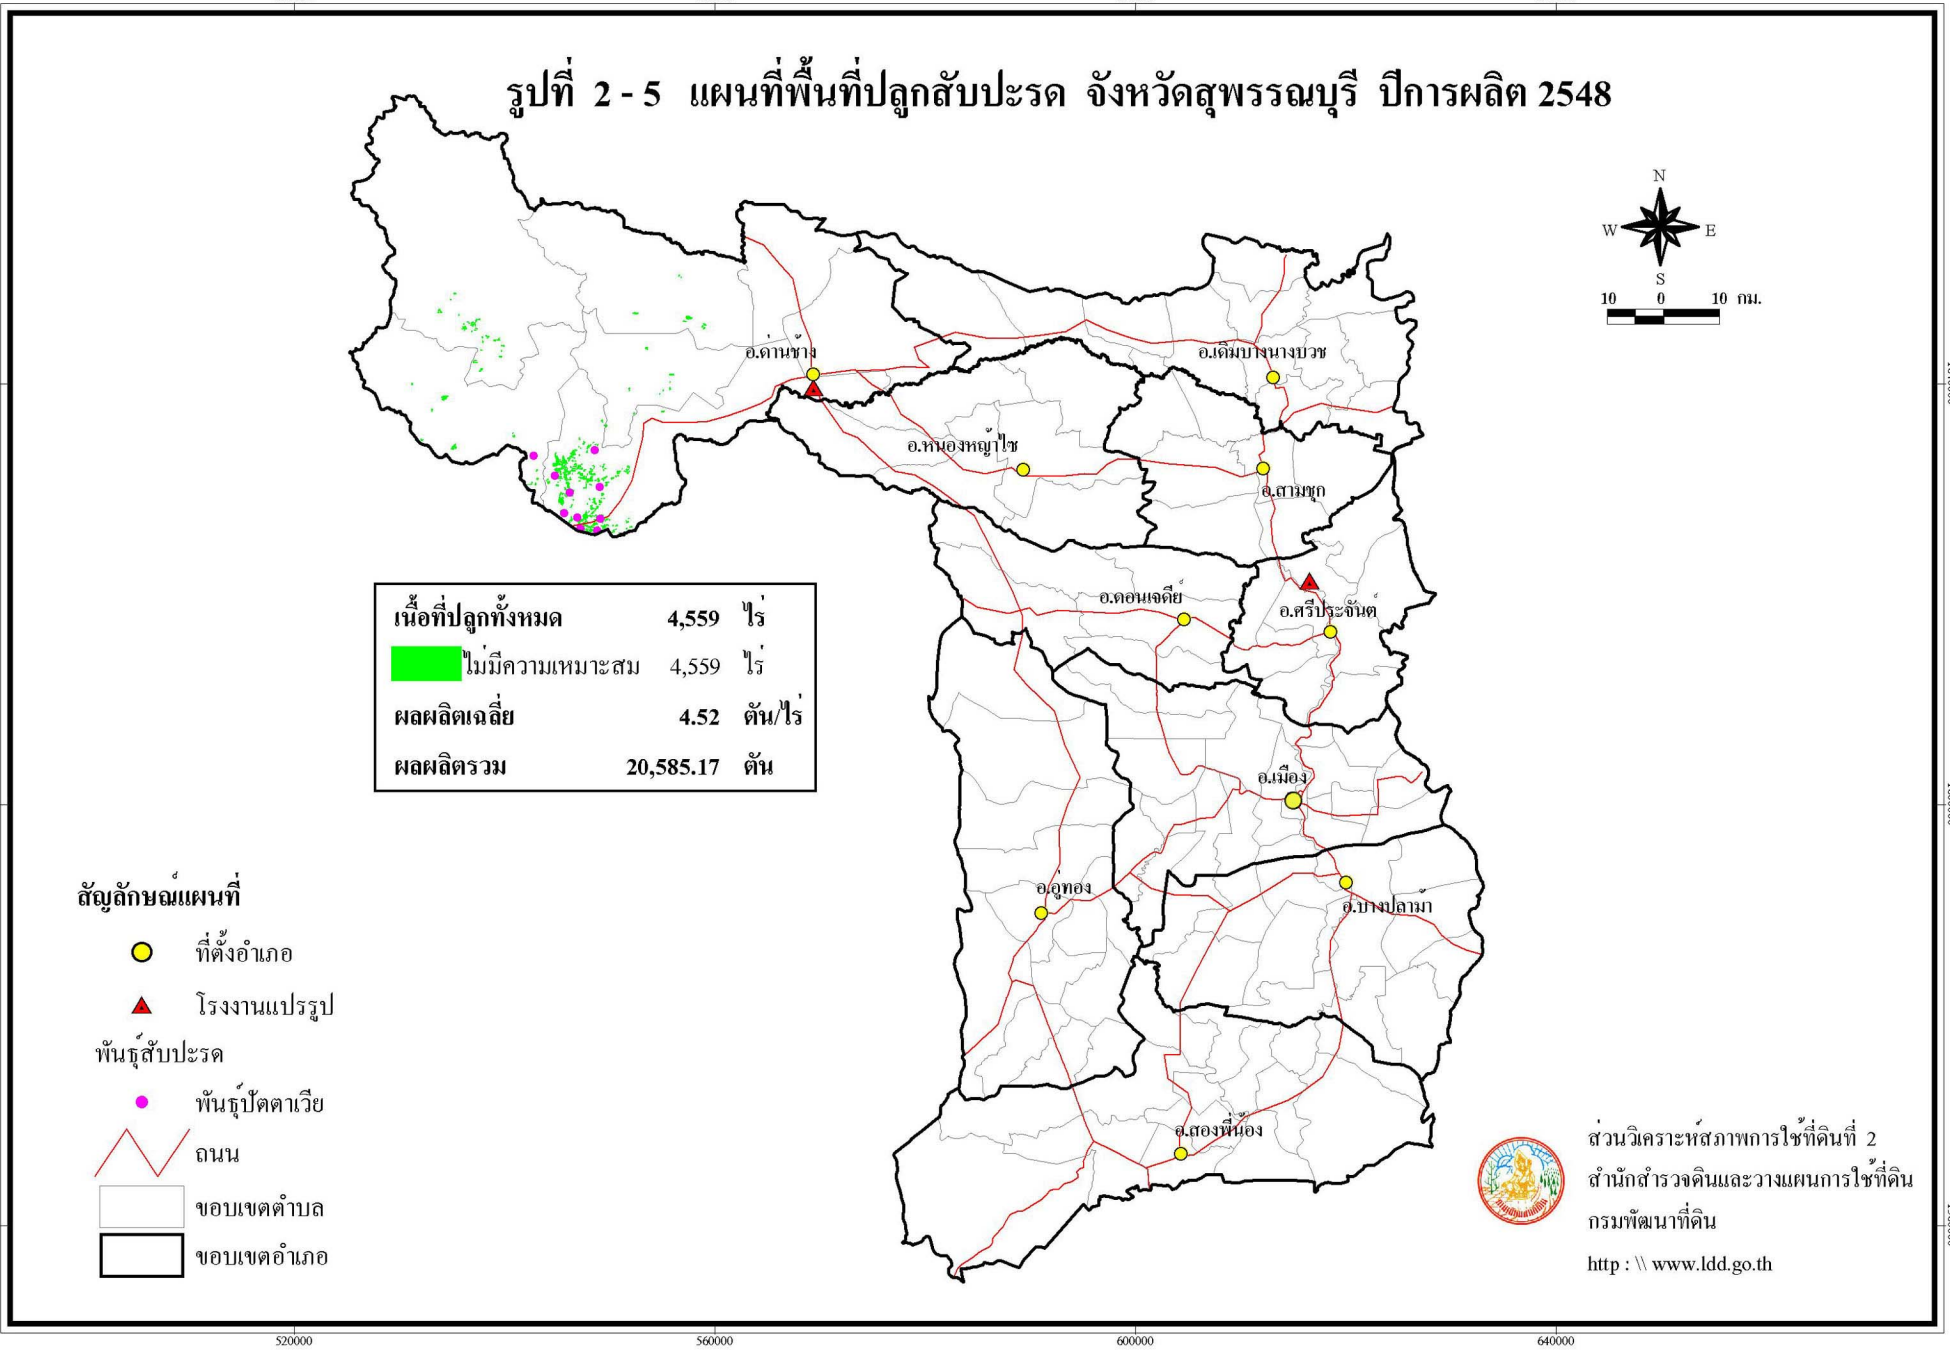 รูปที่ 2 - 5 แผนที่พื้นที่ปลูกสับปะรด จังหวัดสุพรรณบุรี ปีการผลิต 2548
N
W E
S
10 0 10 กม.
อ.ด่านช้าง
อ.เดิมบางนางบวช
อ.หนองหญ้าไซ
อ.สามชุก
อ.ดอนเจดีย์
อ.ศรีประจันต์
เนื้อที่ปลูกทั้งหมด 4,559 ไร่
ไม่มีความเหมาะสม 4,559 ไร่
ผลผลิตเฉลี่ย 4.52 ตัน/ไร่
ผลผลิตรวม 20,585.17 ตัน
อ.เมือง
อ.อู่ทอง
อ.บางปลาม้า
อ.สองพี่น้อง
สัญลักษณ์แผนที่
ที่ตั้งอำเภอ
โรงงานแปรรูป
พันธุ์สับปะรด
พันธุ์ปัตตาเวีย
ถนน
ขอบเขตตำบล
ขอบเขตอำเภอ
ส่วนวิเคราะห์สภาพการใช้ที่ดินที่ 2
สำนักสำรวจดินและวางแผนการใช้ที่ดิน
กรมพัฒนาที่ดิน
http : \\ www.ldd.go.th
520000 560000 600000 640000